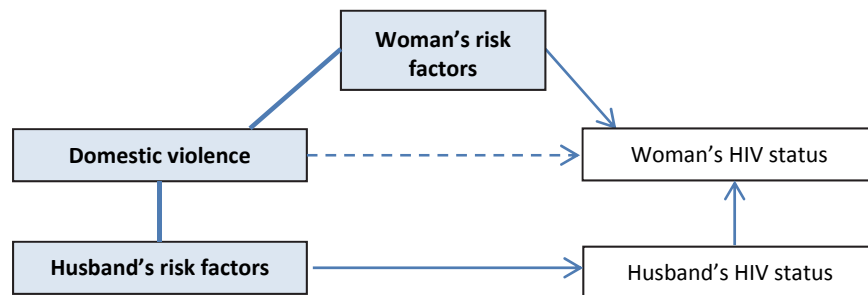 Woman’s risk
factors
Domestic violence
Woman’s HIV status
Husband’s risk factors
Husband’s HIV status